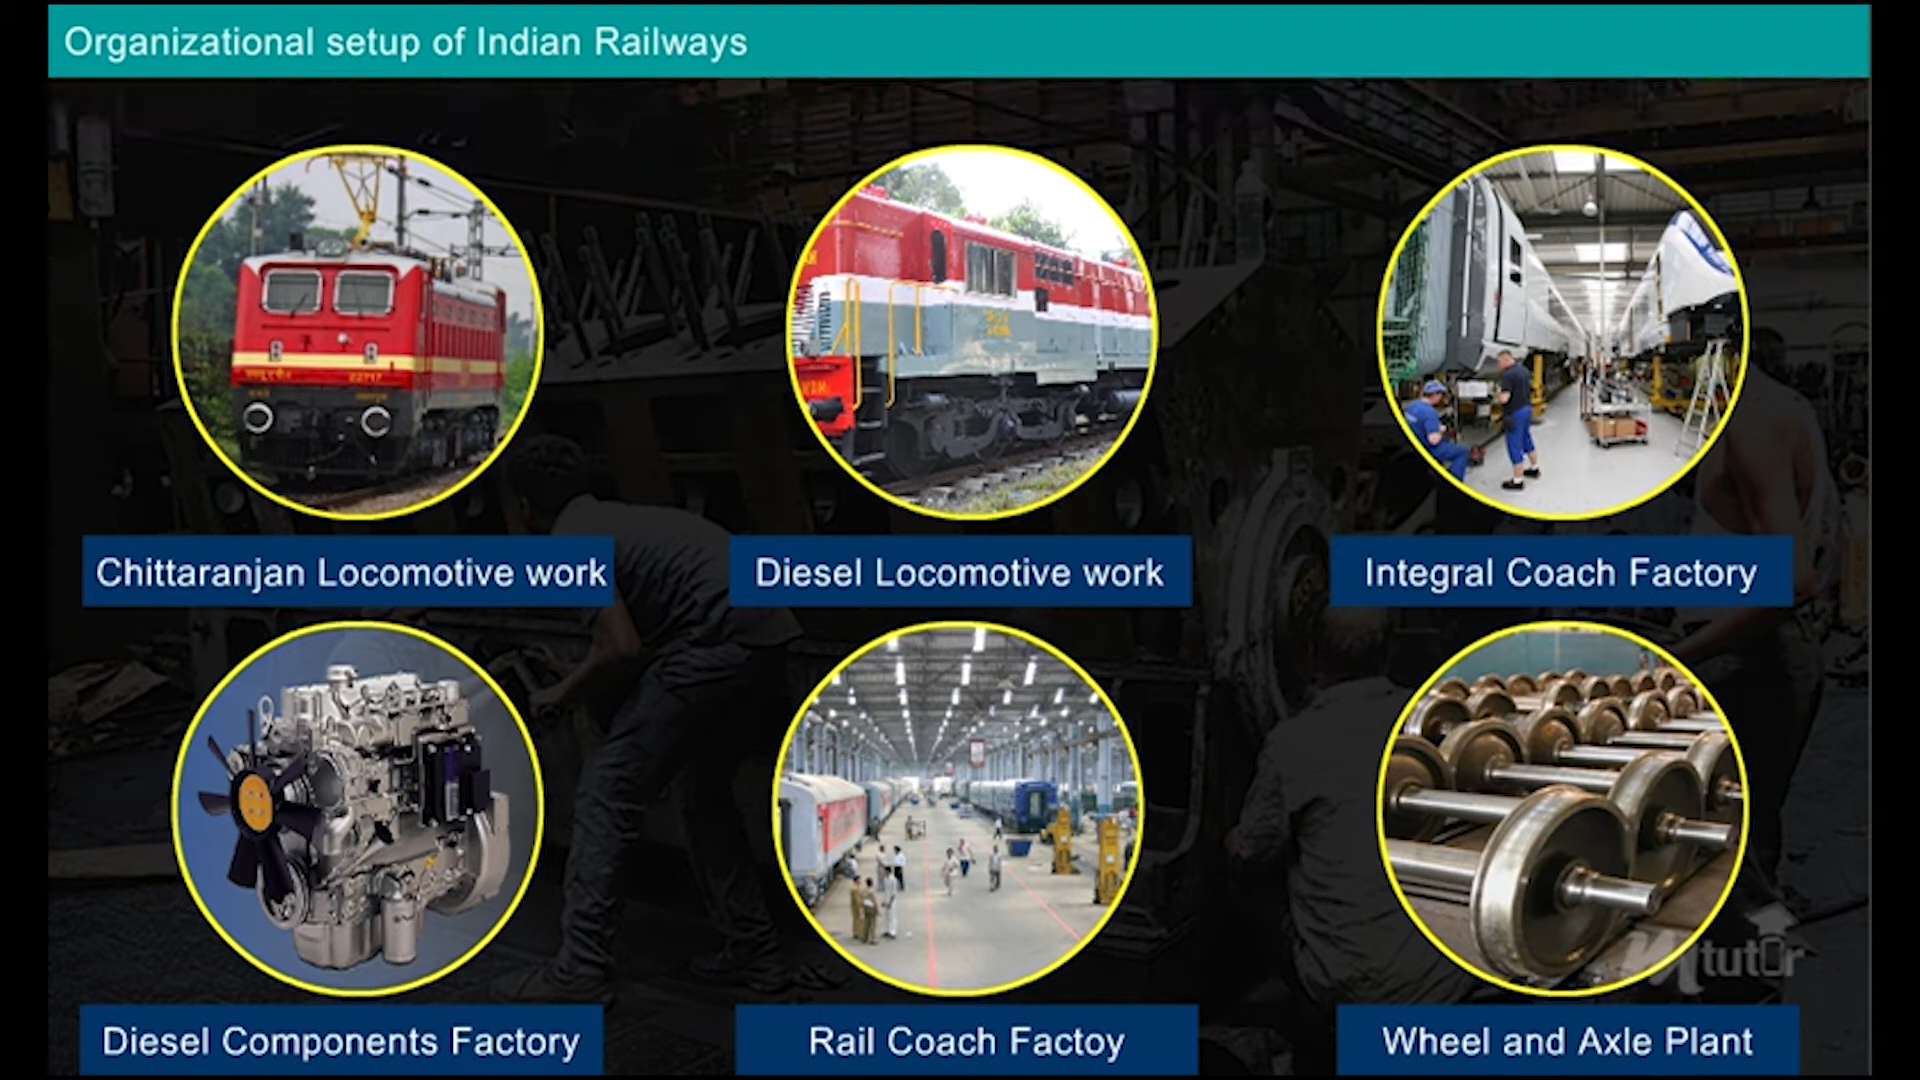 Organizational setup of Indian Railways
Chittaranjan Locomotive work
Diesel Locomotive work
Integral Coach Factory
Diesel Components Factory
Rail Coach Factoy
Wheel and Axle Plant